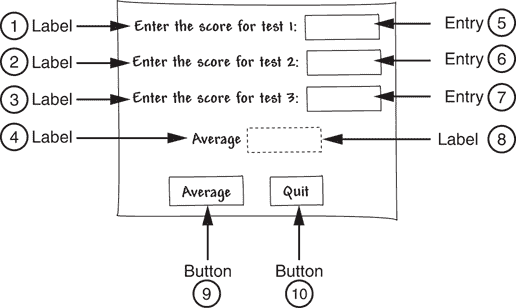 1 Label Enter the score for test 1: Entry 5
2 Label Enter the score for test 2: Entry 6
3 Label Enter the score for test 3: Entry 7
4 Label Average Label 8
Average Quit
Button Button
9 10